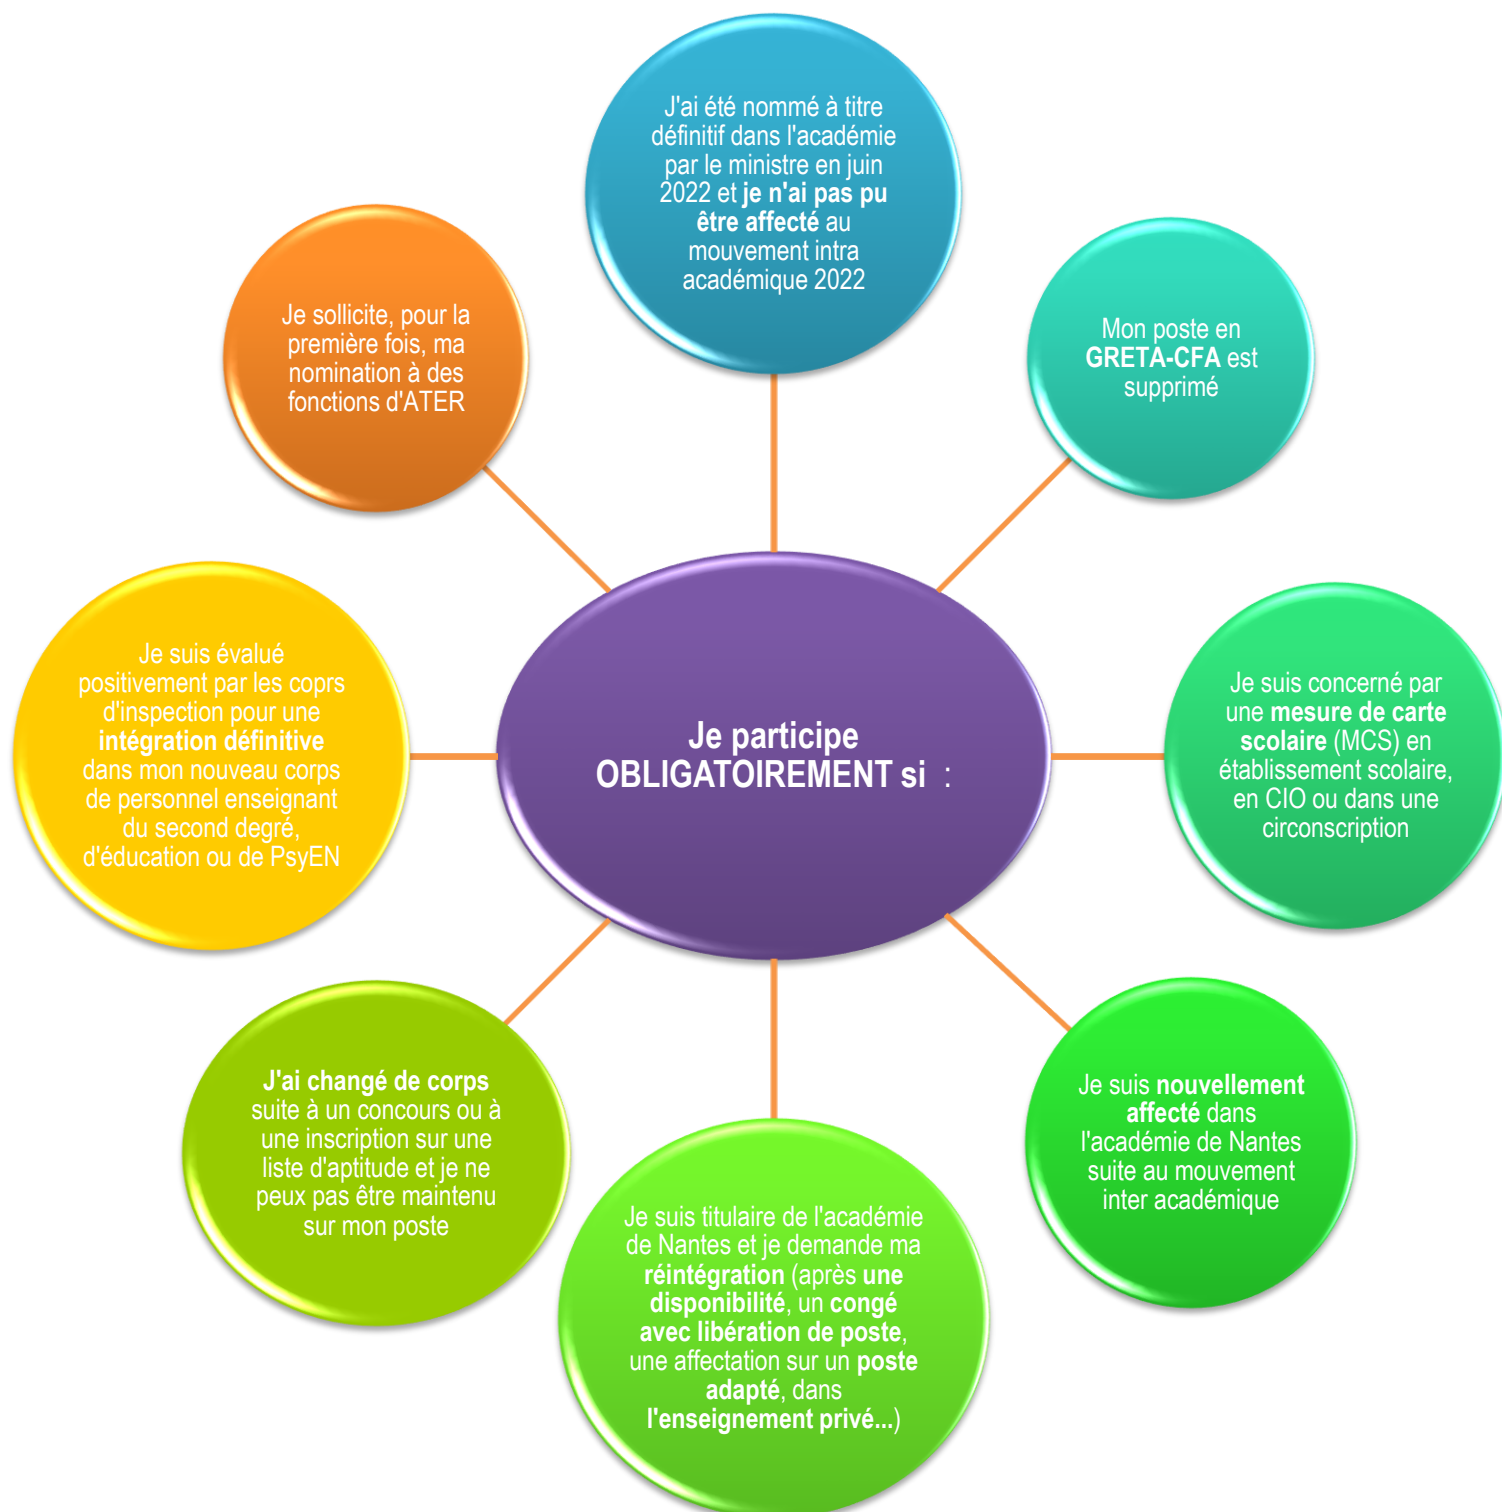 J'ai été nommé à titre
définitif dans l'académie
par le ministre en juin
2022 et je n'ai pas pu
être affecté au
mouvement intra
académique 2022
Mon poste en
GRETA-CFA est
supprimé
Je suis concerné par
une mesure de carte
scolaire (MCS) en
établissement scolaire,
en CIO ou dans une
circonscription
Je suis nouvellement
affecté dans
l'académie de Nantes
suite au mouvement
inter académique
Je suis titulaire de l'académie
de Nantes et je demande ma
réintégration (après une
disponibilité, un congé
avec libération de poste,
une affectation sur un poste
adapté, dans
l'enseignement privé...)
J'ai changé de corps
suite à un concours ou à
une inscription sur une
liste d'aptitude et je ne
peux pas être maintenu
sur mon poste
Je suis évalué
positivement par les coprs
d'inspection pour une
intégration définitive
dans mon nouveau corps
de personnel enseignant
du second degré,
d'éducation ou de PsyEN
Je sollicite, pour la
première fois, ma
nomination à des
fonctions d'ATER
Je participe
OBLIGATOIREMENT si :